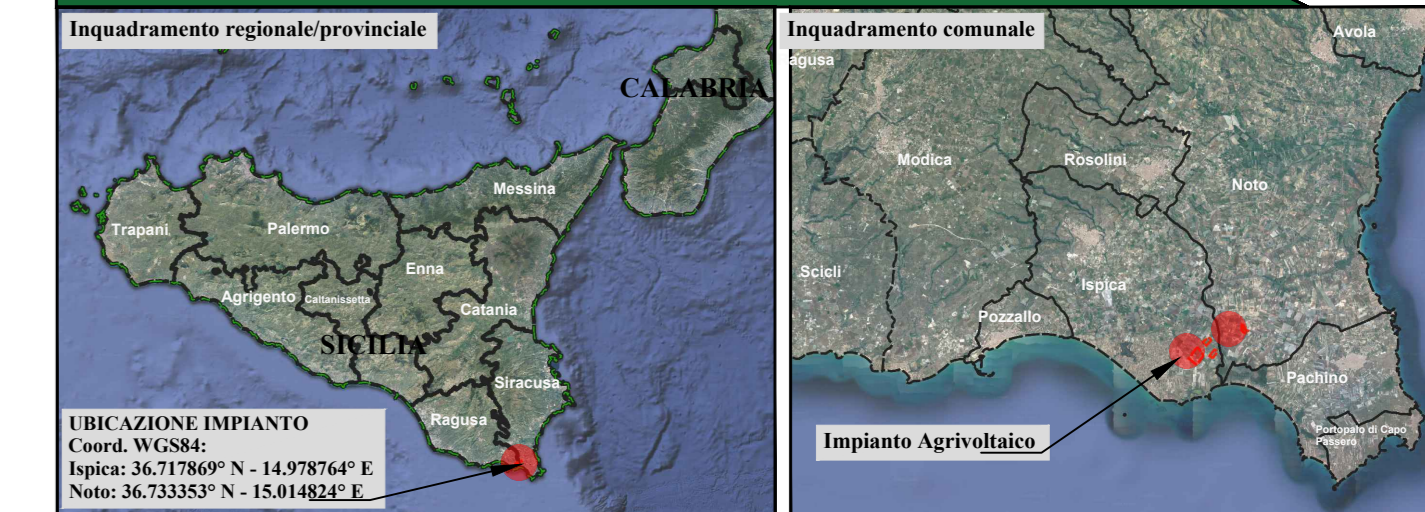 Inquadramento regionale/provinciale
CALABRIA
Messina
Trapani
Palermo
Enna
Agrigento
Caltanissetta
Catania
SICILIA
Siracusa
Ragusa
UBICAZIONE IMPIANTO
Coord. WGS84:
Ispica: 36.717869° N - 14.978764° E
Noto: 36.733353° N - 15.014824° E
Inquadramento comunale
Avola
agusa
Modica
Rosolini
Noto
Scicli
Ispica
Pozzallo
Pachino
Impianto Agrivoltaico
Portopalo di Capo
Passero